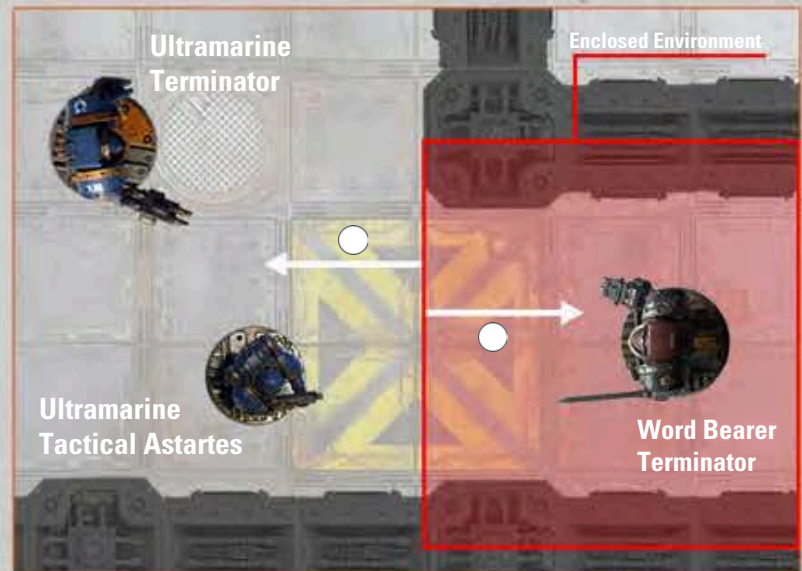 Ultramarine
Terminator
Enclosed Environment
Ultramarine
Tactical Astartes
Word Bearer
Terminator